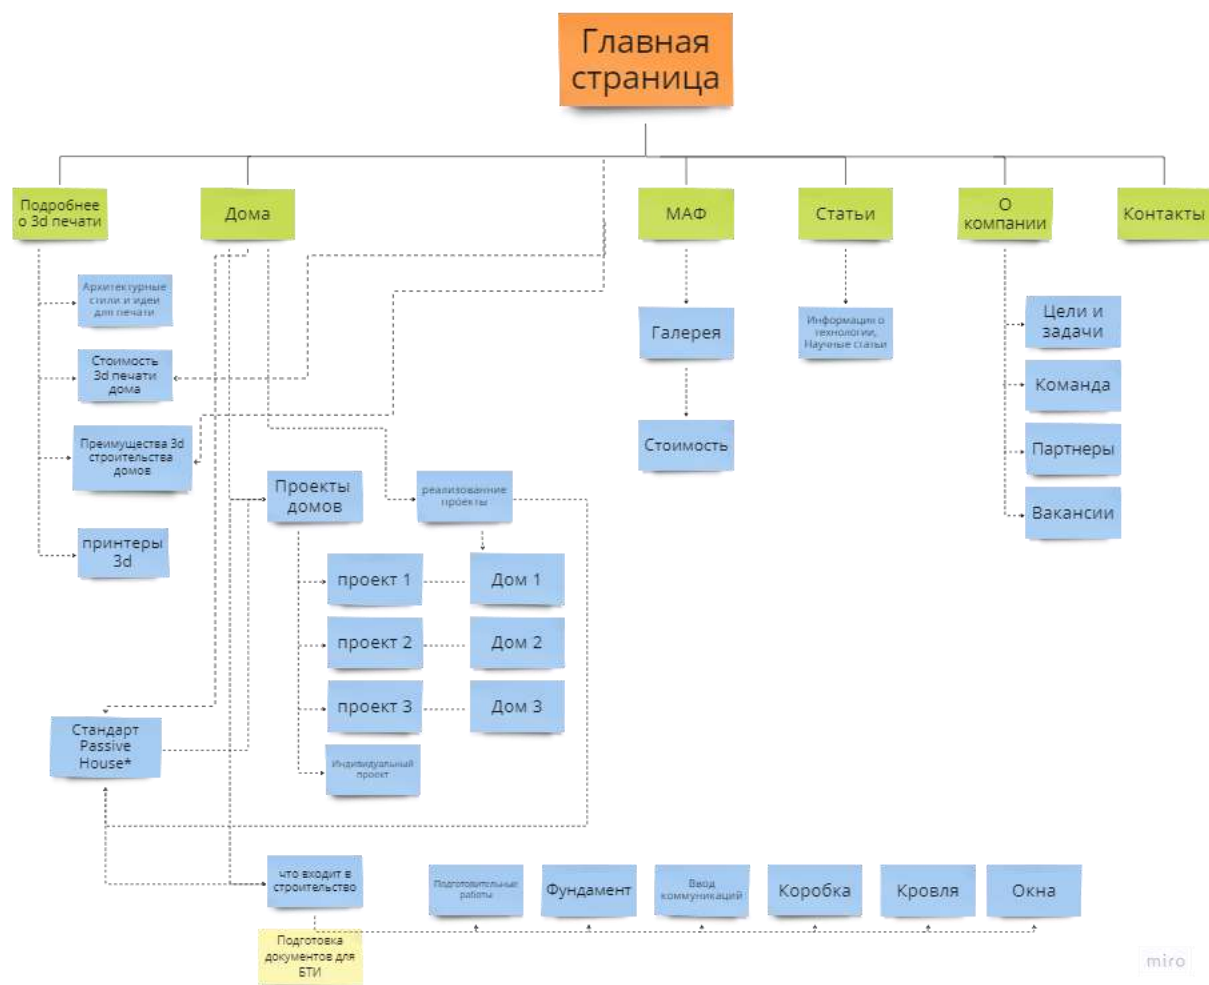 Главная
страница
Подробнее
о 3d печати
Дома
МАФ
Статьи
О
компании
Контакты
Архитектурные
стили и идеи
для печати
Стоимость
3d печати
дома
Преимущества 3d
строительства
домов
принтеры
3d
Галерея
Стоимость
Информация о
технологии,
Научные статьи
Цели и
задачи
Команда
Партнеры
Вакансии
Проекты
домов
реализованние
проекты
проект 1
Дом 1
проект 2
Дом 2
проект 3
Дом 3
Индивидуальный
проект
Стандарт
Passive
House*
что входит в
строительство
Подготовительные
работы
Фундамент
Ввод
коммуникаций
Коробка
Кровля
Окна
Подготовка
документов для
БТИ
miro